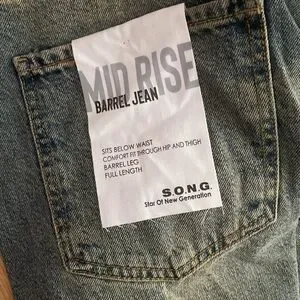 MID RISE
BARREL JEAN
SITS BELOW WAIST
COMFORT FIT THROUGH HIP AND THIGH
BARREL LEG
FULL LENGTH
S.O.N.G.
Star Of New Generation